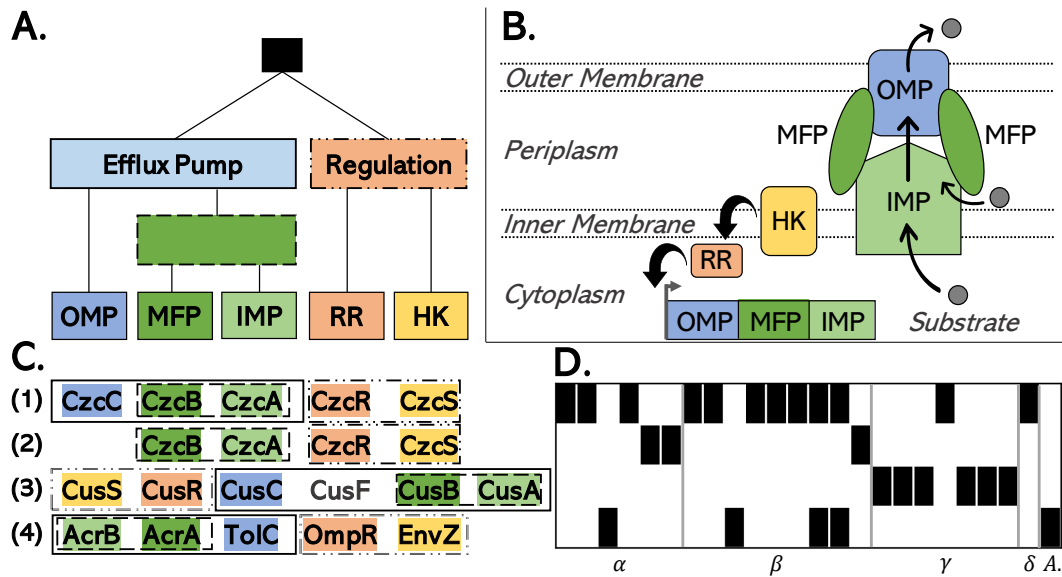 A.
Efflux Pump
Regulation
OMP MFP IMP RR HK
B.
Outer Membrane
OMP
MFP MFP
Periplasm
IMP
Inner Membrane
HK
RR
Cytoplasm
OMP MFP IMP
Substrate
C.
(1) CzcC CzcB CzcA CzcR CzcS
(2) CzcB CzcA CzcR CzcS
(3) CusS CusR CusC CusF CusB CusA
(4) AcrB AcrA TolC OmpR EnvZ
D.
α β γ δ A.